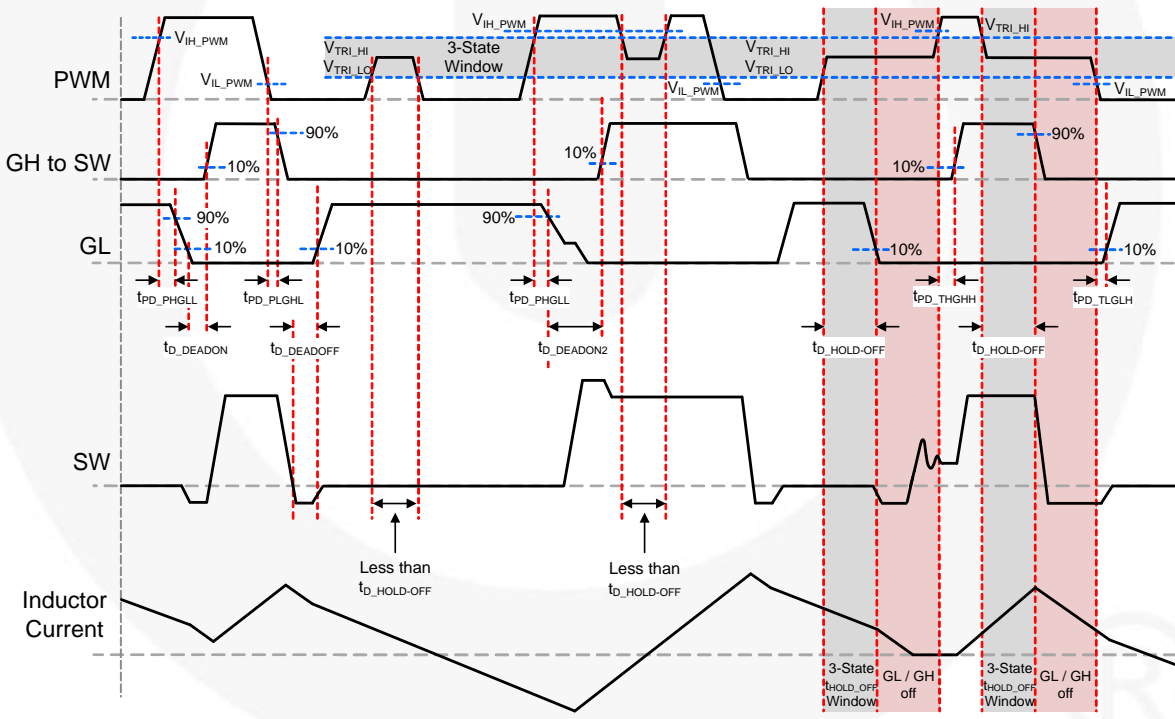 V_IH_PWM
V_IH_PWM
V_IH_PWM
V_TRI_HI
V_TRI_HI
3-State
Window
V_TRI_HI
PWM
V_TRI_LO
V_TRI_LO
V_IL_PWM
V_IL_PWM
V_IL_PWM
GH to SW
90%
10%
10%
10%
90%
GL
90%
10%
10%
90%
10%
10%
t_PD_PHGLL
t_PD_PLGHL
t_PD_PHGLL
t_PD_THGHH
t_PD_TLGLH
t_D_DEADON
t_D_DEADOFF
t_D_DEADON2
t_D_HOLD-OFF
t_D_HOLD-OFF
SW
Less than
t_D_HOLD-OFF
Less than
t_D_HOLD-OFF
Inductor
Current
3-State
t_HOLD_OFF
Window
GL / GH
off
3-State
t_HOLD_OFF
Window
GL / GH
off
R